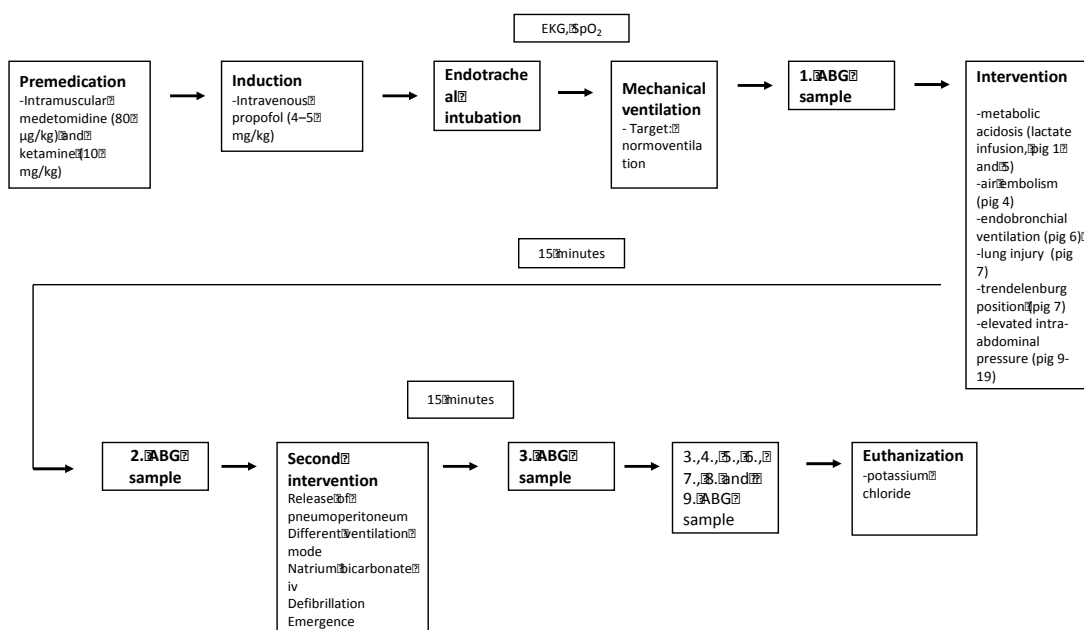 EKG, SpO₂
Premedication
-Intramuscular
medetomidine (80
µg/kg) and
ketamine (10
mg/kg)
Induction
-Intravenous
propofol (4–5
mg/kg)
Endotrache
al
intubation
Mechanical
ventilation
- Target:
normoventila
tion
1. ABG
sample
Intervention
-metabolic
acidosis (lactate
infusion, pig 1
and 5)
-air embolism
(pig 4)
-endobronchial
ventilation (pig 6)
-lung injury (pig
7)
-trendelenburg
position (pig 7)
-elevated intra-
abdominal
pressure (pig 9-
19)
15 minutes
15 minutes
2. ABG
sample
Second
intervention
Release of
pneumoperitoneum
Different ventilation
mode
Natrium bicarbonate
iv
Defibrillation
Emergence
3. ABG
sample
3.,4., 5., 6.,
7., 8. and
9. ABG
sample
Euthanization
-potassium
chloride